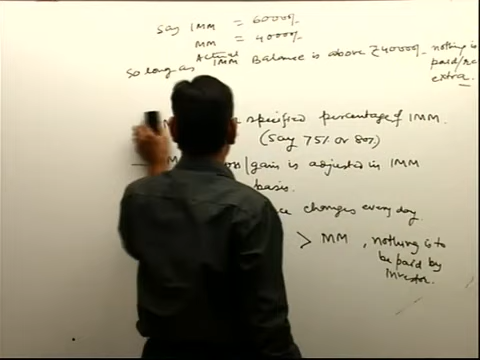 Say IMM = 60000/-
MM = 40000/-
So long as Actual IMM Balance is above ₹40000/- nothing is
paid/
extra.
specified percentage of IMM.
(say 75% or 80%)
/gain is adjusted in IMM
basis.
changes every day.
> MM, nothing is to
be paid by
investor.